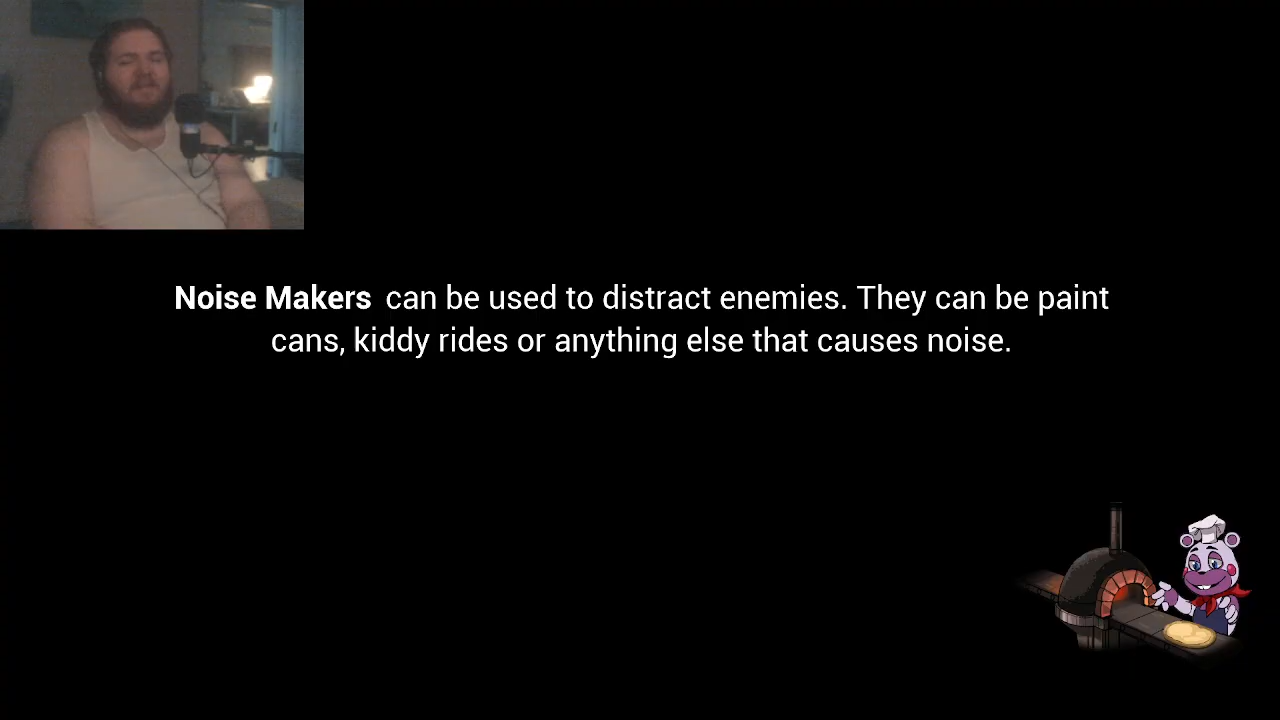 Noise Makers can be used to distract enemies. They can be paint
cans, kiddy rides or anything else that causes noise.